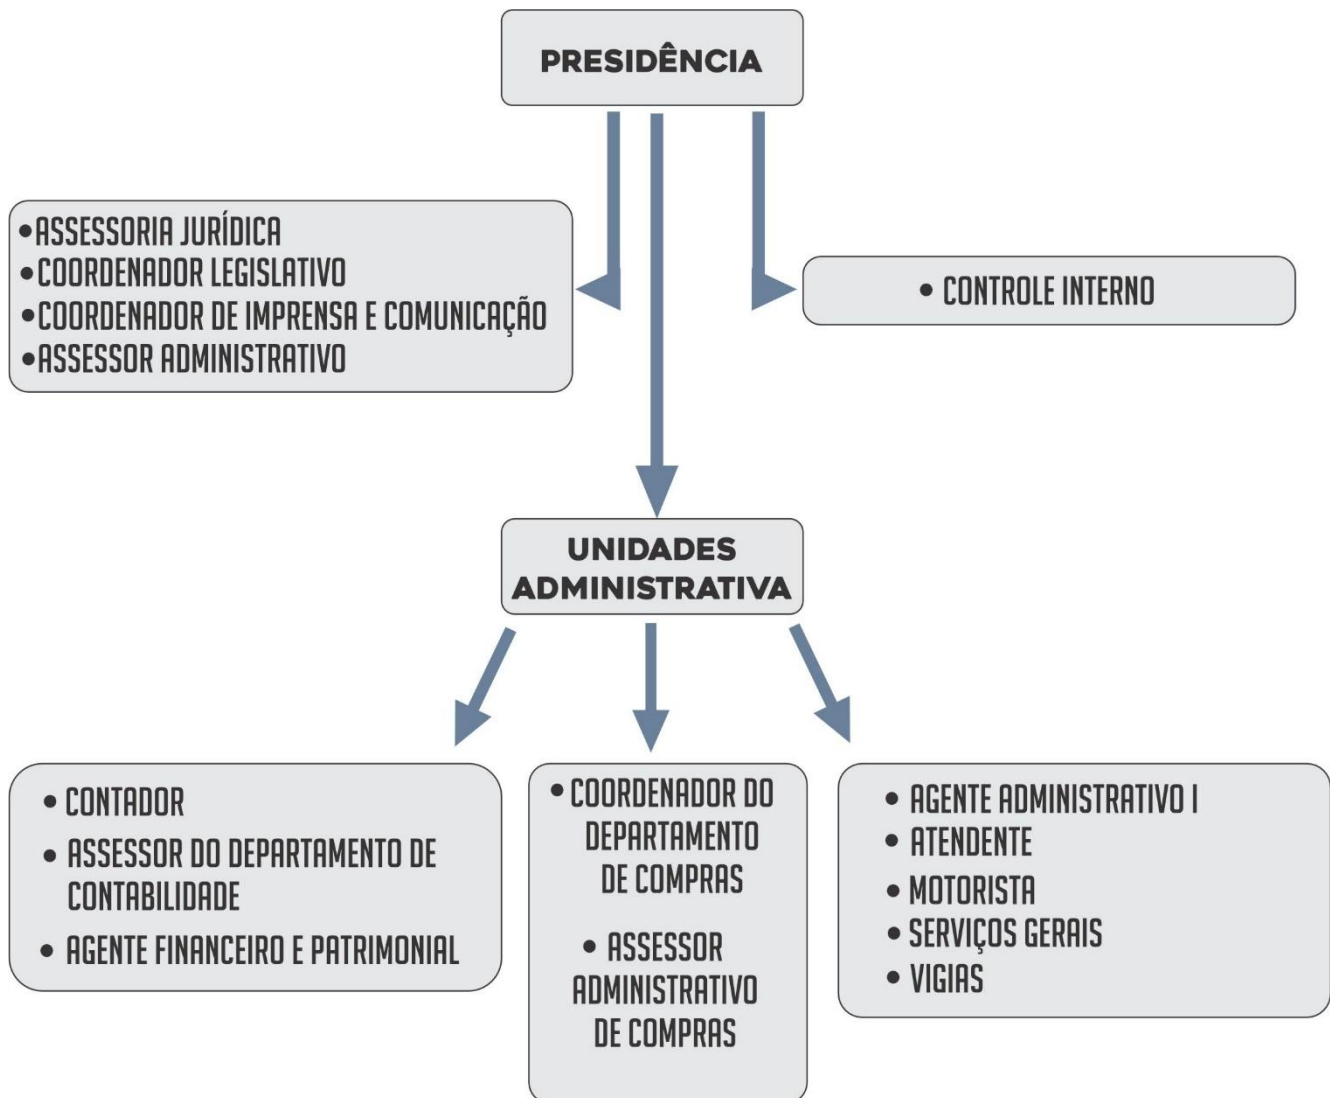 PRESIDÊNCIA
•ASSESSORIA JURÍDICA
•COORDENADOR LEGISLATIVO
•COORDENADOR DE IMPRENSA E COMUNICAÇÃO
•ASSESSOR ADMINISTRATIVO
• CONTROLE INTERNO
UNIDADES
ADMINISTRATIVA
• CONTADOR
• ASSESSOR DO DEPARTAMENTO DE
CONTABILIDADE
• AGENTE FINANCEIRO E PATRIMONIAL
• COORDENADOR DO
DEPARTAMENTO
DE COMPRAS
• ASSESSOR
ADMINISTRATIVO
DE COMPRAS
• AGENTE ADMINISTRATIVO I
• ATENDENTE
• MOTORISTA
• SERVIÇOS GERAIS
• VIGIAS